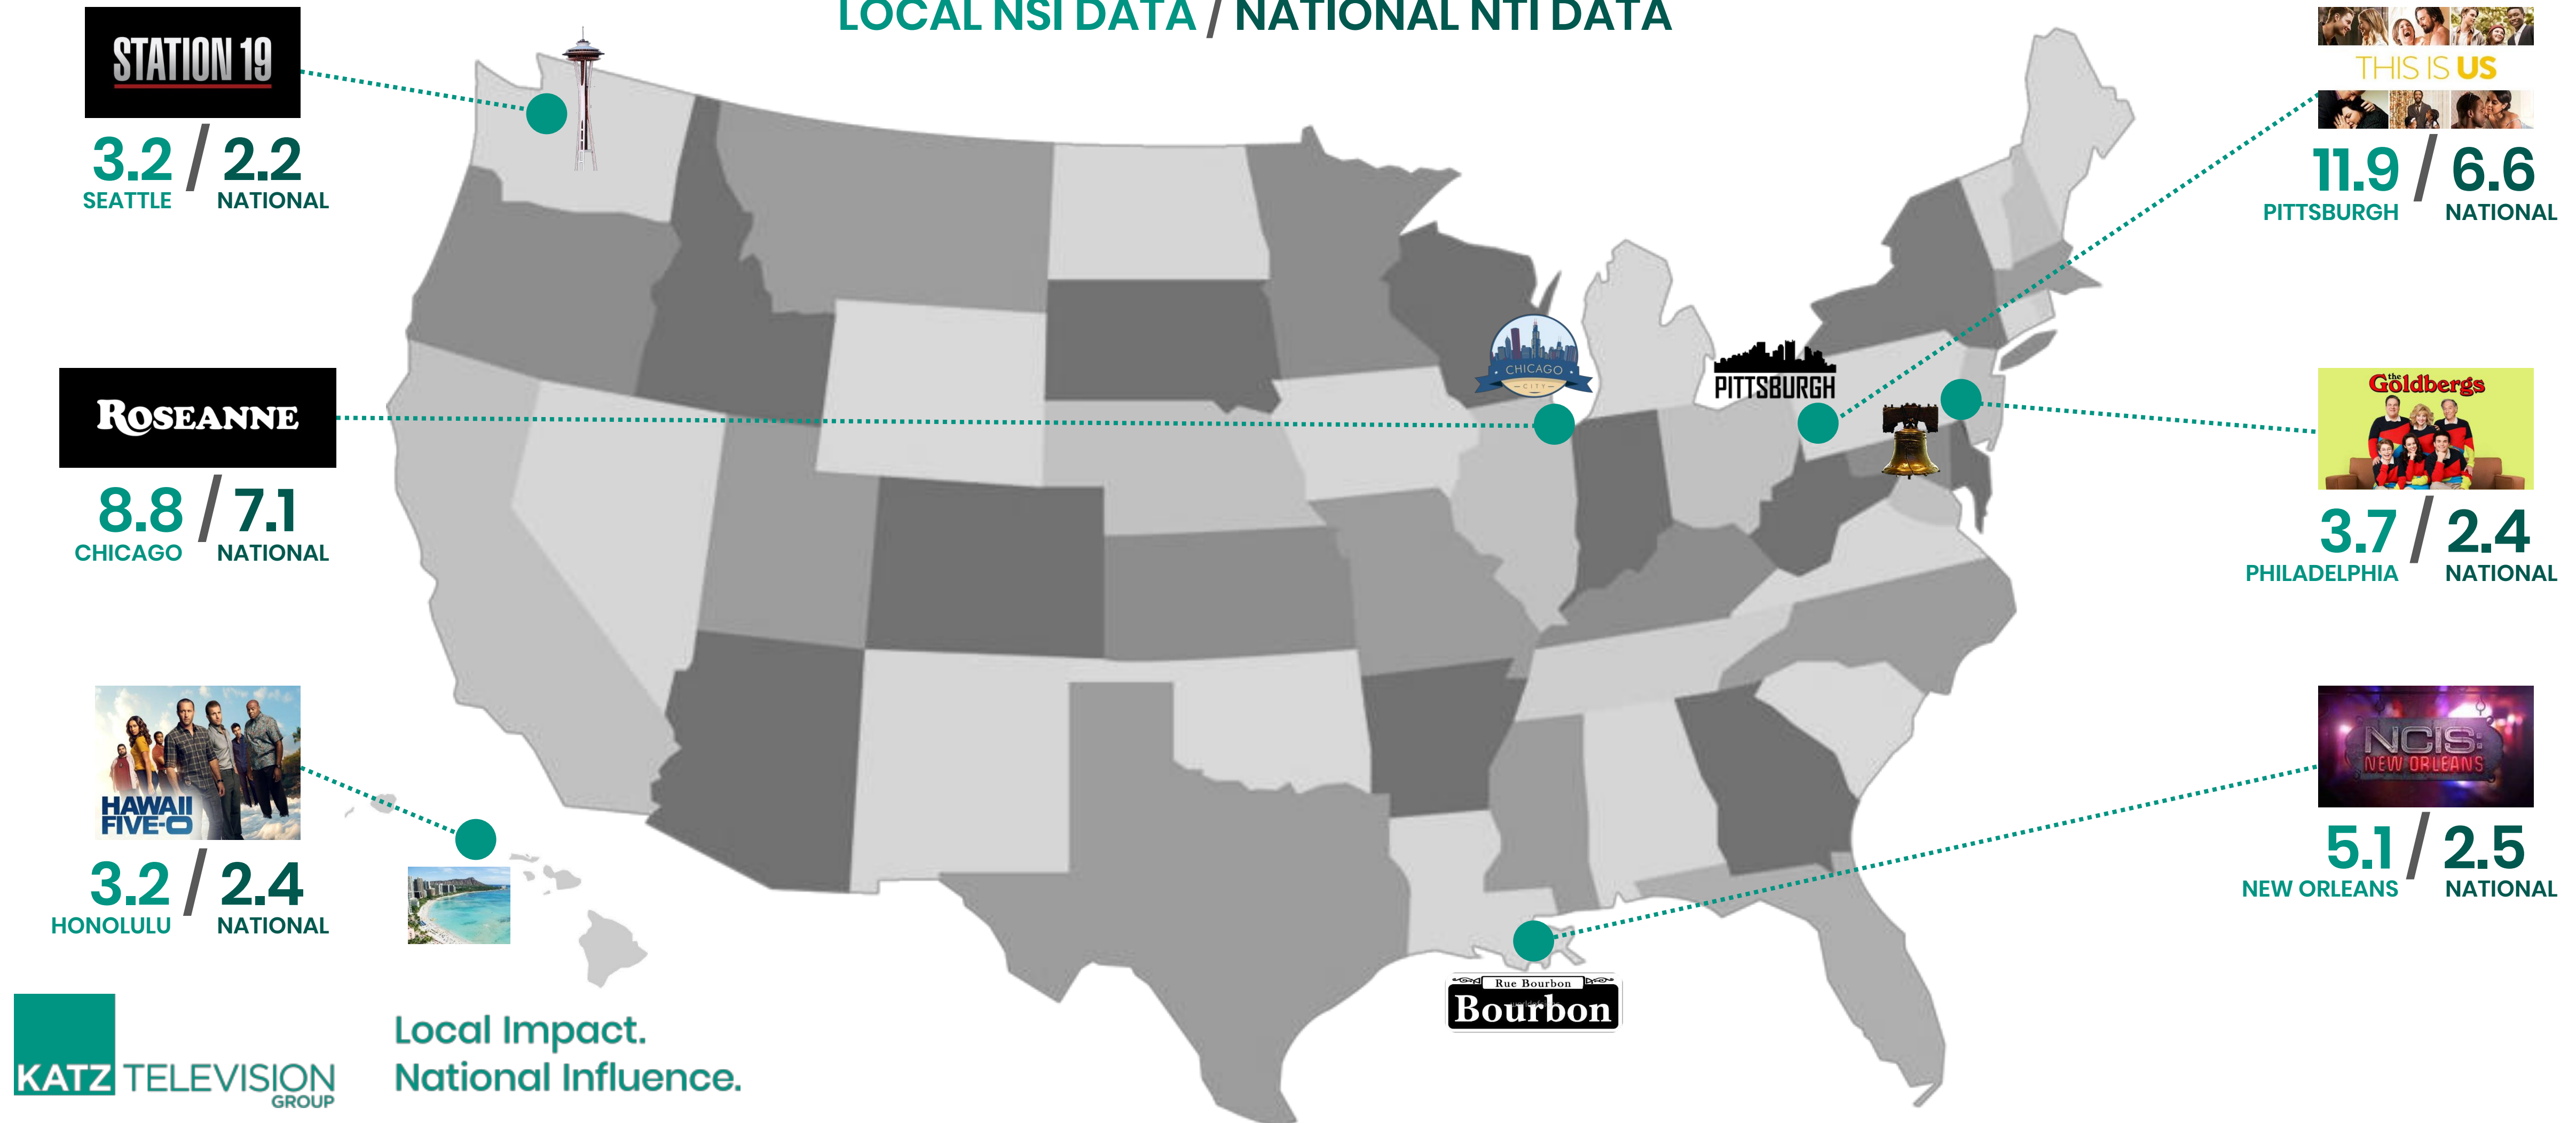 LOCAL NSI DATA / NATIONAL NTI DATA
STATION 19
3.2 / 2.2
SEATTLE NATIONAL
ROSEANNE
8.8 / 7.1
CHICAGO NATIONAL
HAWAII
FIVE-O
3.2 / 2.4
HONOLULU NATIONAL
CHICAGO
CITY
PITTSBURGH
Rue Bourbon
Bourbon
THIS IS US
11.9 / 6.6
PITTSBURGH NATIONAL
the
Goldbergs
3.7 / 2.4
PHILADELPHIA NATIONAL
NCIS:
NEW ORLEANS
5.1 / 2.5
NEW ORLEANS NATIONAL
KATZ TELEVISION
GROUP
Local Impact.
National Influence.